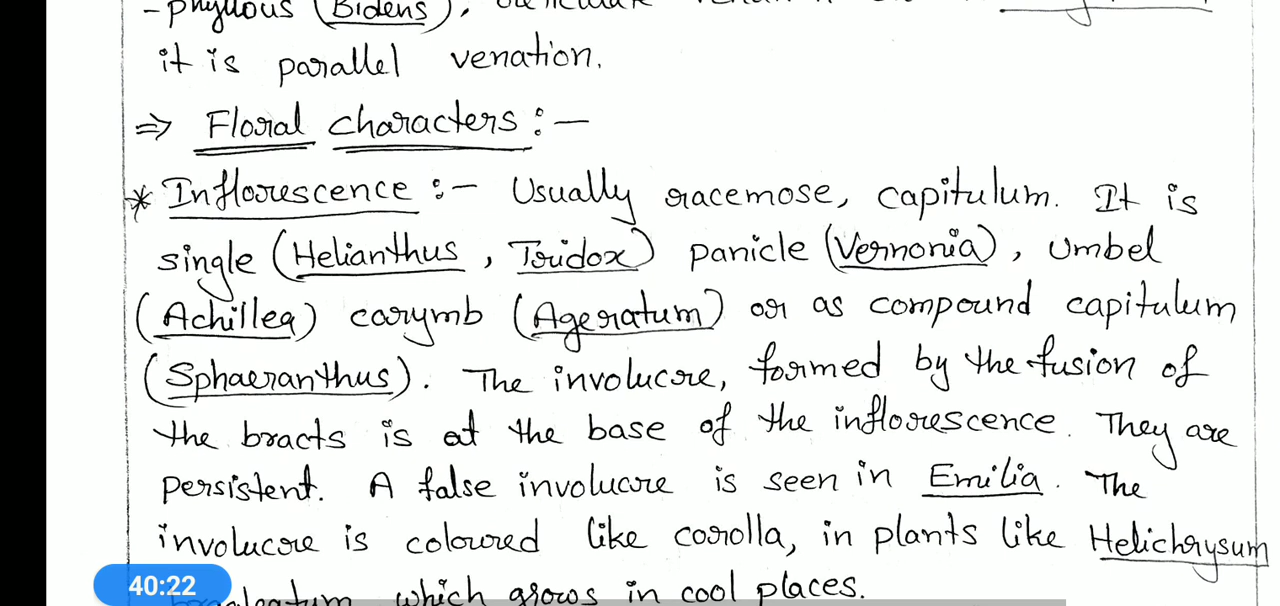 -phyllous (Bidens),
it is parallel venation.
⇒ Floral characters :-
* Inflorescence :- Usually racemose, capitulum. It is
single (Helianthus, Tridox) panicle (Vernonia), Umbel
(Achillea) corymb (Ageratum) or as compound capitulum
(Sphaeranthus). The involucre, formed by the fusion of
the bracts is at the base of the inflorescence. They are
persistent. A false involucre is seen in Emilia. The
involucre is coloured like corolla, in plants like Helichrysum
which grows in cool places.
40:22